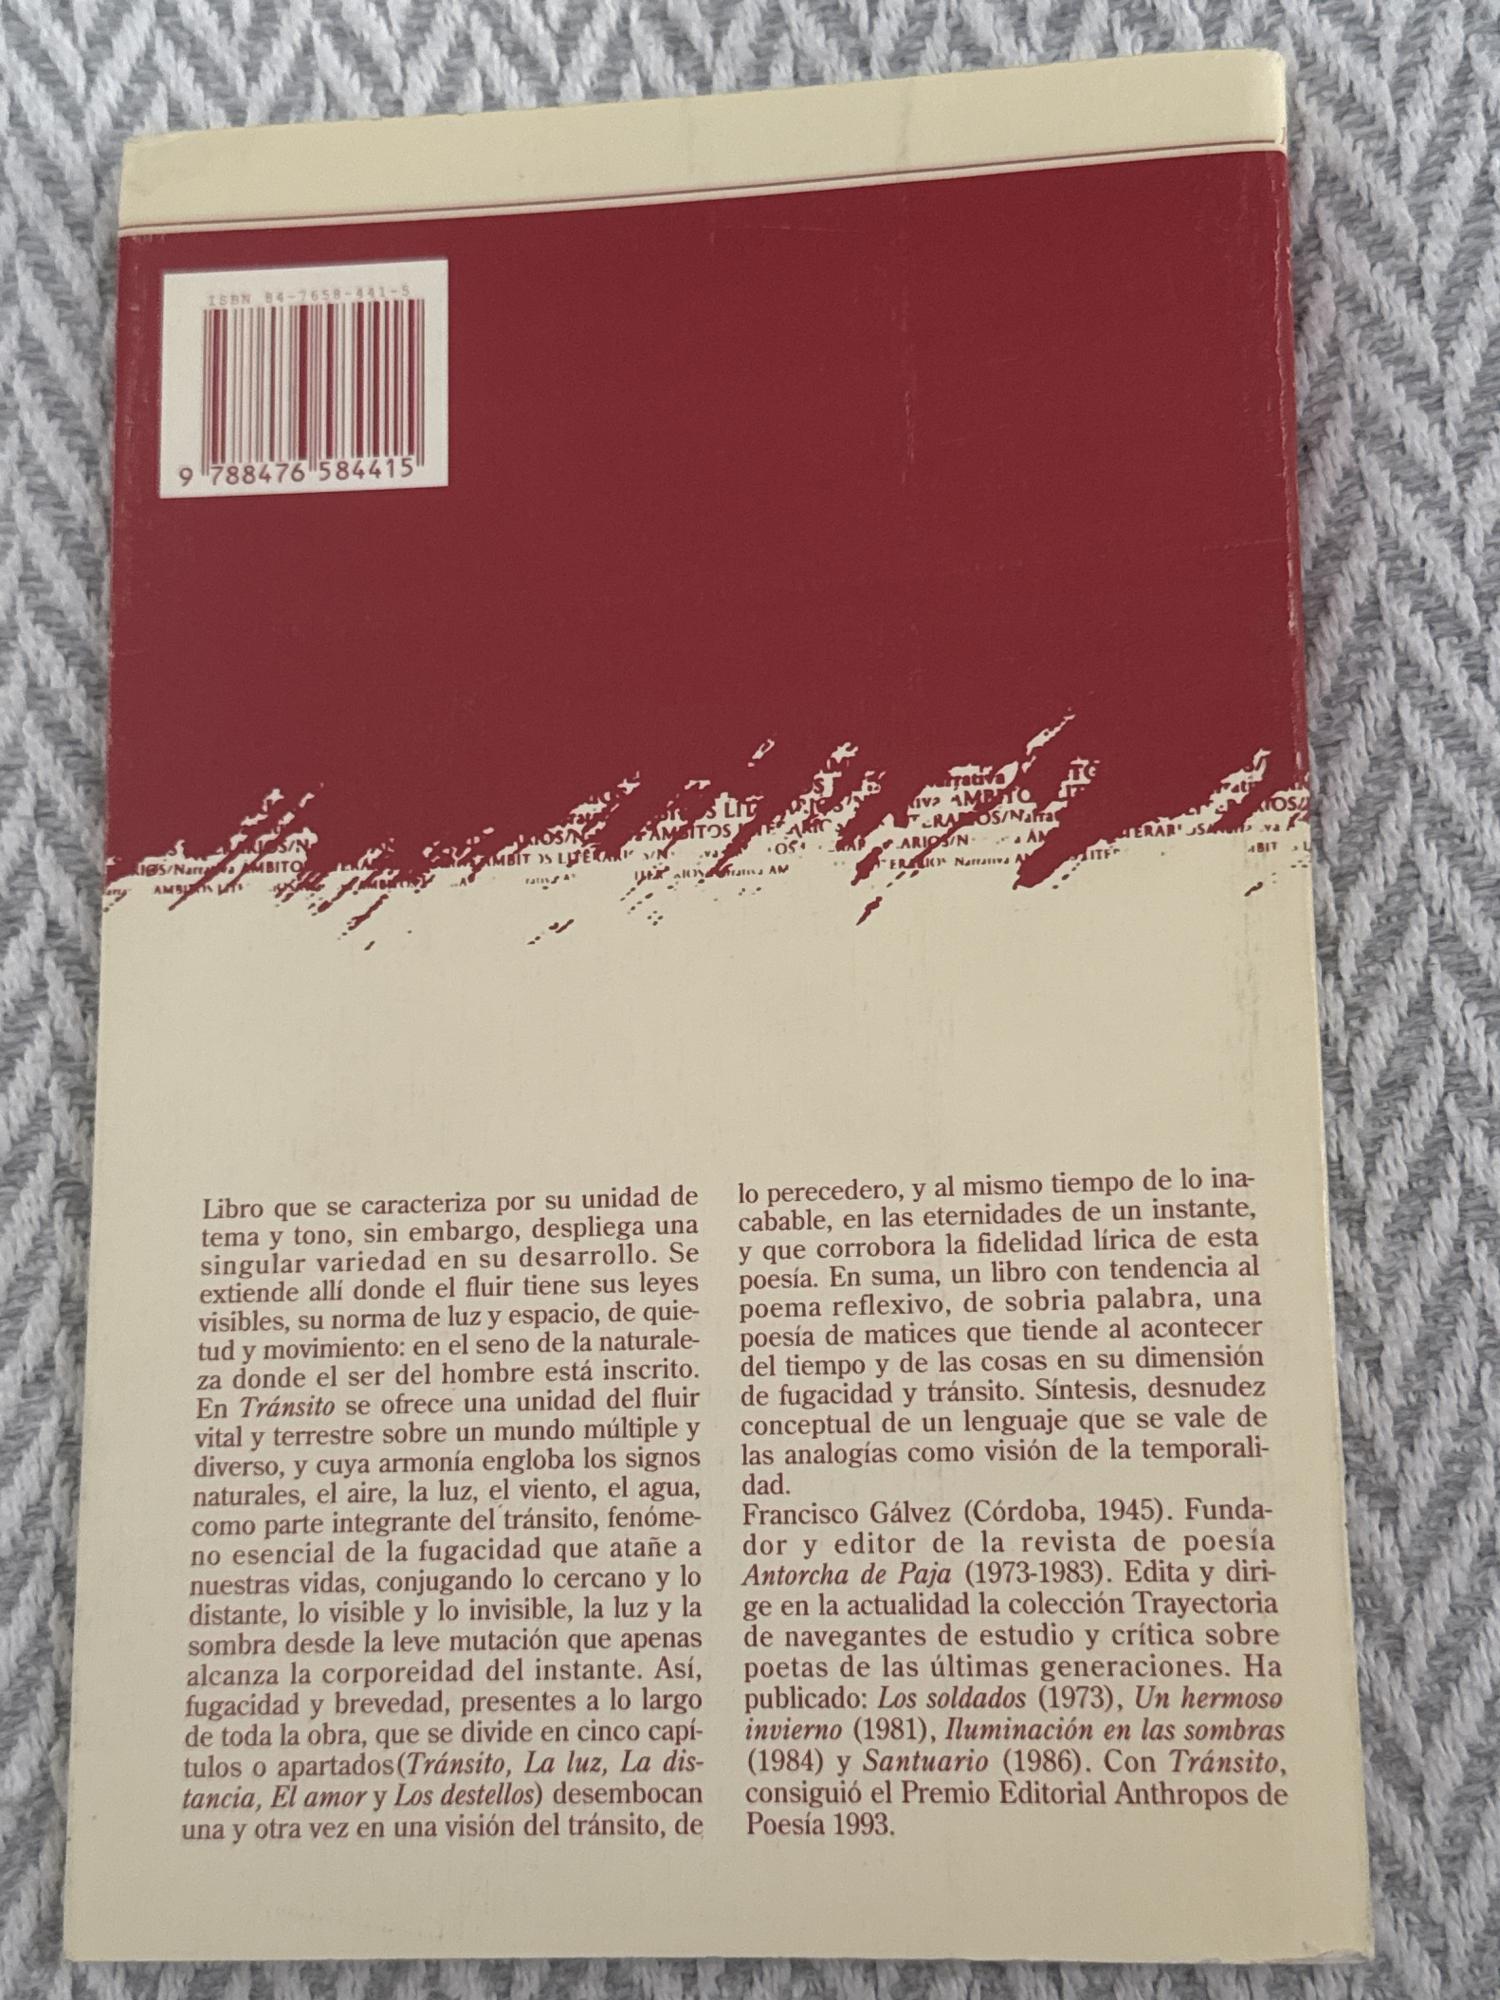 ISBN 84-7658-441-5
9 788476 584415
Libro que se caracteriza por su unidad de
tema y tono, sin embargo, despliega una
singular variedad en su desarrollo. Se
extiende allí donde el fluir tiene sus leyes
visibles, su norma de luz y espacio, de quie-
tud y movimiento: en el seno de la naturale-
za donde el ser del hombre está inscrito.
En Tránsito se ofrece una unidad del fluir
vital y terrestre sobre un mundo múltiple y
diverso, y cuya armonía engloba los signos
naturales, el aire, la luz, el viento, el agua,
como parte integrante del tránsito, fenóme-
no esencial de la fugacidad que atañe a
nuestras vidas, conjugando lo cercano y lo
distante, lo visible y lo invisible, la luz y la
sombra desde la leve mutación que apenas
alcanza la corporeidad del instante. Así,
fugacidad y brevedad, presentes a lo largo
de toda la obra, que se divide en cinco capí-
tulos o apartados(Tránsito, La luz, La dis-
tancia, El amor y Los destellos) desembocan
una y otra vez en una visión del tránsito, de
lo perecedero, y al mismo tiempo de lo ina-
cabable, en las eternidades de un instante,
y que corrobora la fidelidad lírica de esta
poesía. En suma, un libro con tendencia al
poema reflexivo, de sobria palabra, una
poesía de matices que tiende al acontecer
del tiempo y de las cosas en su dimensión
de fugacidad y tránsito. Síntesis, desnudez
conceptual de un lenguaje que se vale de
las analogías como visión de la temporali-
dad.
Francisco Gálvez (Córdoba, 1945). Funda-
dor y editor de la revista de poesía
Antorcha de Paja (1973-1983). Edita y diri-
ge en la actualidad la colección Trayectoria
de navegantes de estudio y crítica sobre
poetas de las últimas generaciones. Ha
publicado: Los soldados (1973), Un hermoso
invierno (1981), Iluminación en las sombras
(1984) y Santuario (1986). Con Tránsito,
consiguió el Premio Editorial Anthropos de
Poesía 1993.